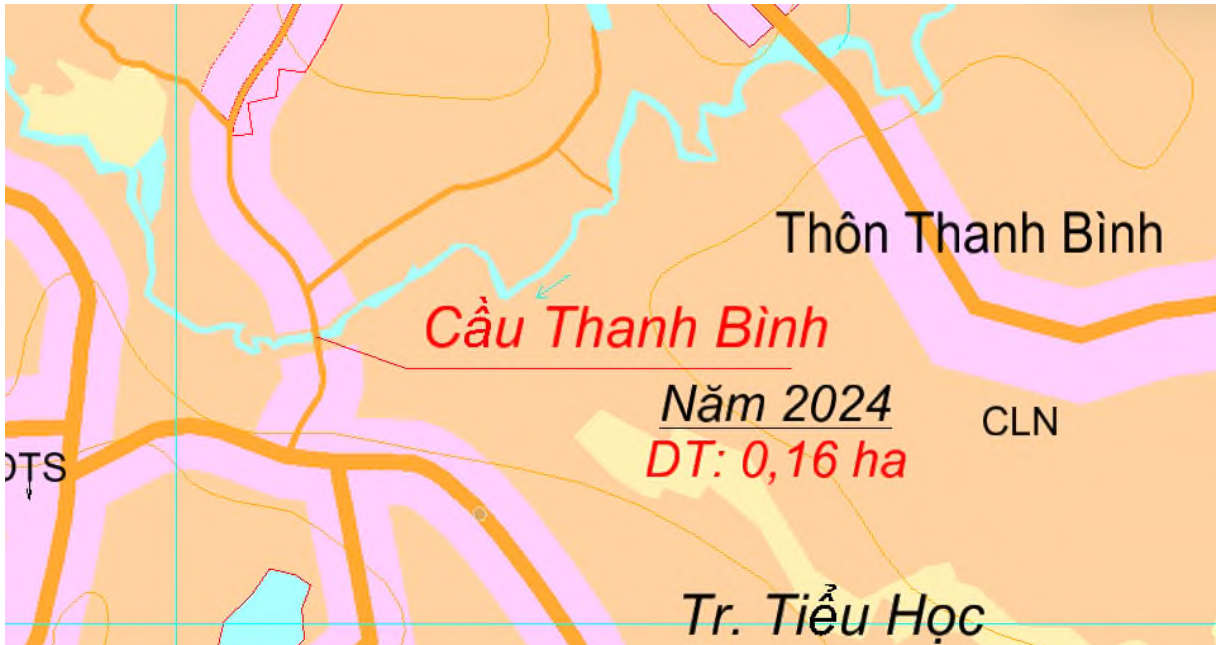 Thôn Thanh Bình
Cầu Thanh Bình
Năm 2024
CLN
DT: 0,16 ha
DTS
Tr. Tiểu Học